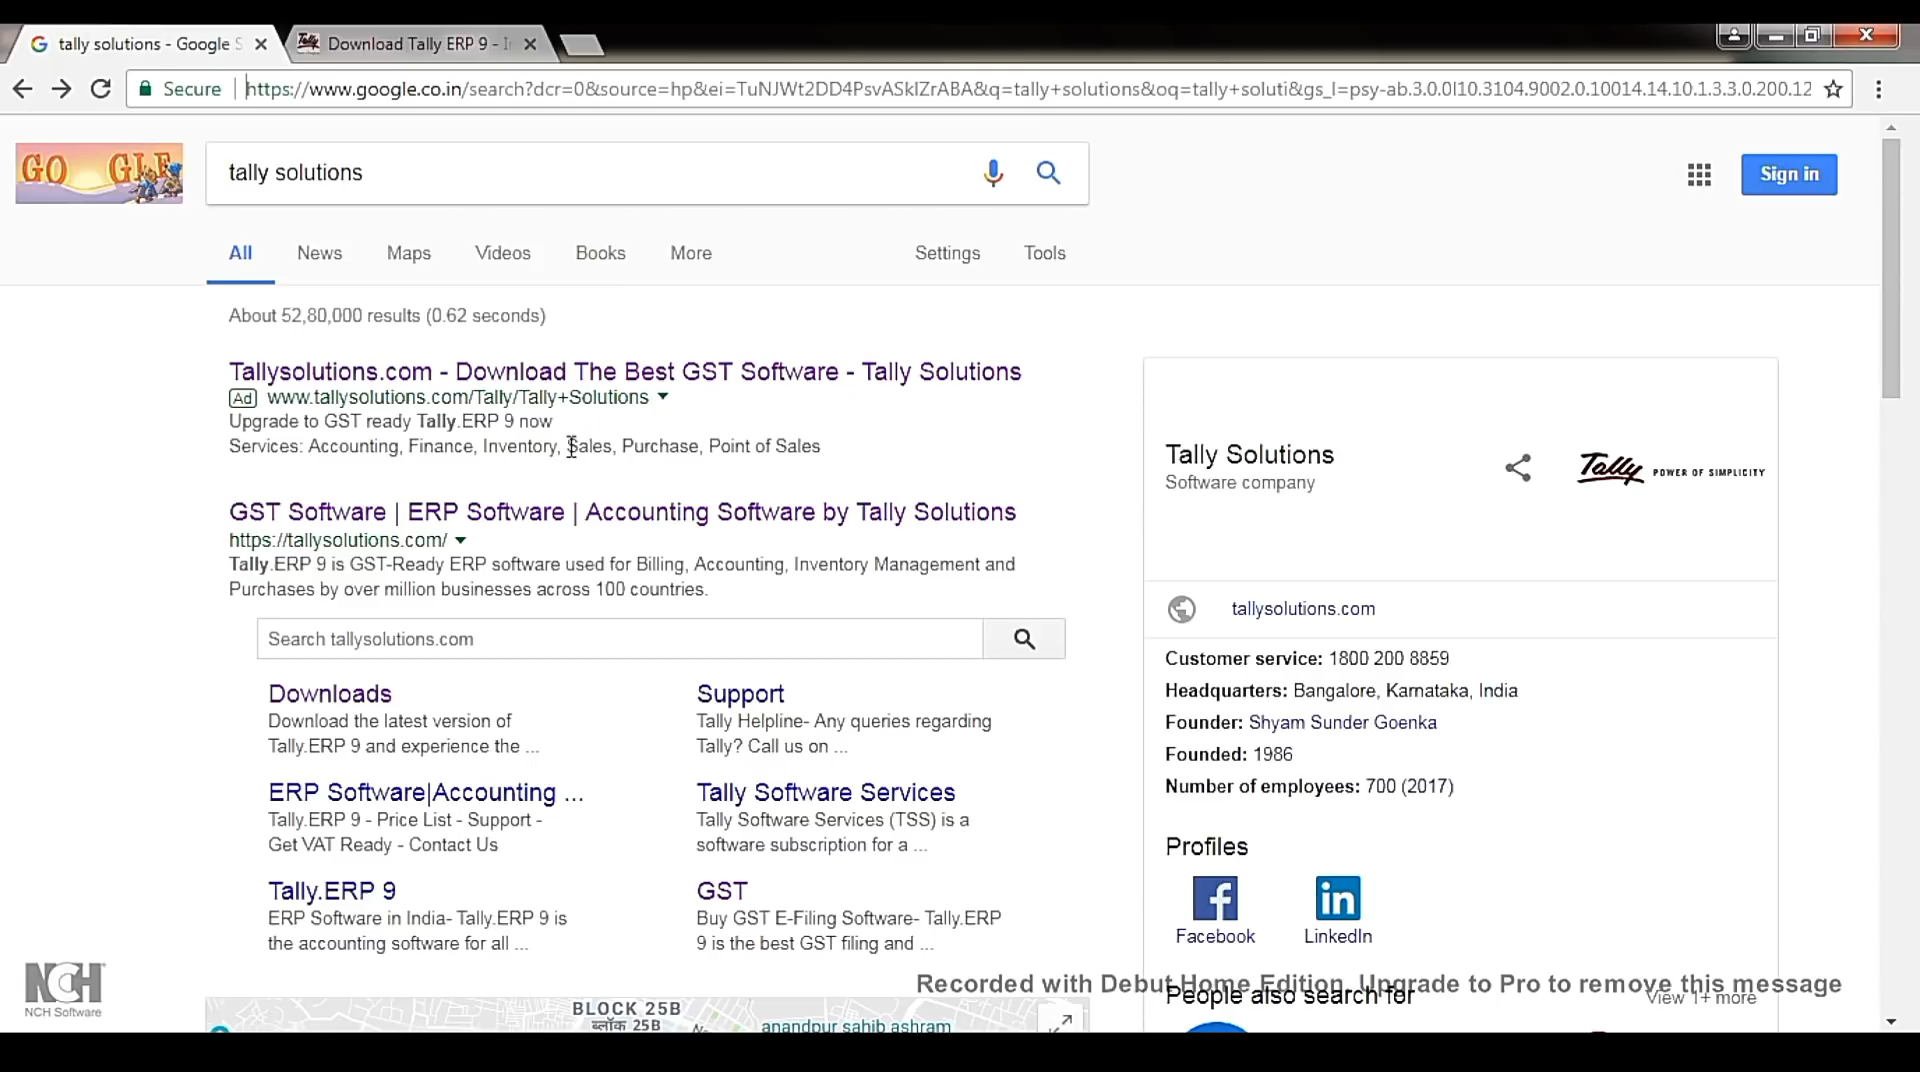 tally solutions - Google S
Download Tally ERP 9 - I
Secure
https://www.google.co.in/search?dcr=0&source=hp&ei=TuNJWt2DD4PsvASkIZrABA&q=tally+solutions&oq=tally+soluti&gs_l=psy-ab.3.0.0l10.3104.9002.0.10014.14.10.1.3.3.0.200.12
GO GLE
tally solutions
Sign in
All
News
Maps
Videos
Books
More
Settings
Tools
About 52,80,000 results (0.62 seconds)
Tallysolutions.com - Download The Best GST Software - Tally Solutions
Ad www.tallysolutions.com/Tally/Tally+Solutions
Upgrade to GST ready Tally.ERP 9 now
Services: Accounting, Finance, Inventory, Sales, Purchase, Point of Sales
GST Software | ERP Software | Accounting Software by Tally Solutions
https://tallysolutions.com/
Tally.ERP 9 is GST-Ready ERP software used for Billing, Accounting, Inventory Management and
Purchases by over million businesses across 100 countries.
Search tallysolutions.com
Downloads
Download the latest version of
Tally.ERP 9 and experience the ...
Support
Tally Helpline- Any queries regarding
Tally? Call us on ...
ERP Software|Accounting ...
Tally.ERP 9 - Price List - Support -
Get VAT Ready - Contact Us
Tally Software Services
Tally Software Services (TSS) is a
software subscription for a ...
Tally.ERP 9
ERP Software in India- Tally.ERP 9 is
the accounting software for all ...
GST
Buy GST E-Filing Software- Tally.ERP
9 is the best GST filing and ...
BLOCK 25B
ब्लॉक 25B
anandpur sahib ashram
Tally Solutions
Software company
Tally POWER OF SIMPLICITY
tallysolutions.com
Customer service: 1800 200 8859
Headquarters: Bangalore, Karnataka, India
Founder: Shyam Sunder Goenka
Founded: 1986
Number of employees: 700 (2017)
Profiles
Facebook
LinkedIn
People also search for
View 1+ more
NCH
NCH Software
Recorded with Debut Home Edition. Upgrade to Pro to remove this message